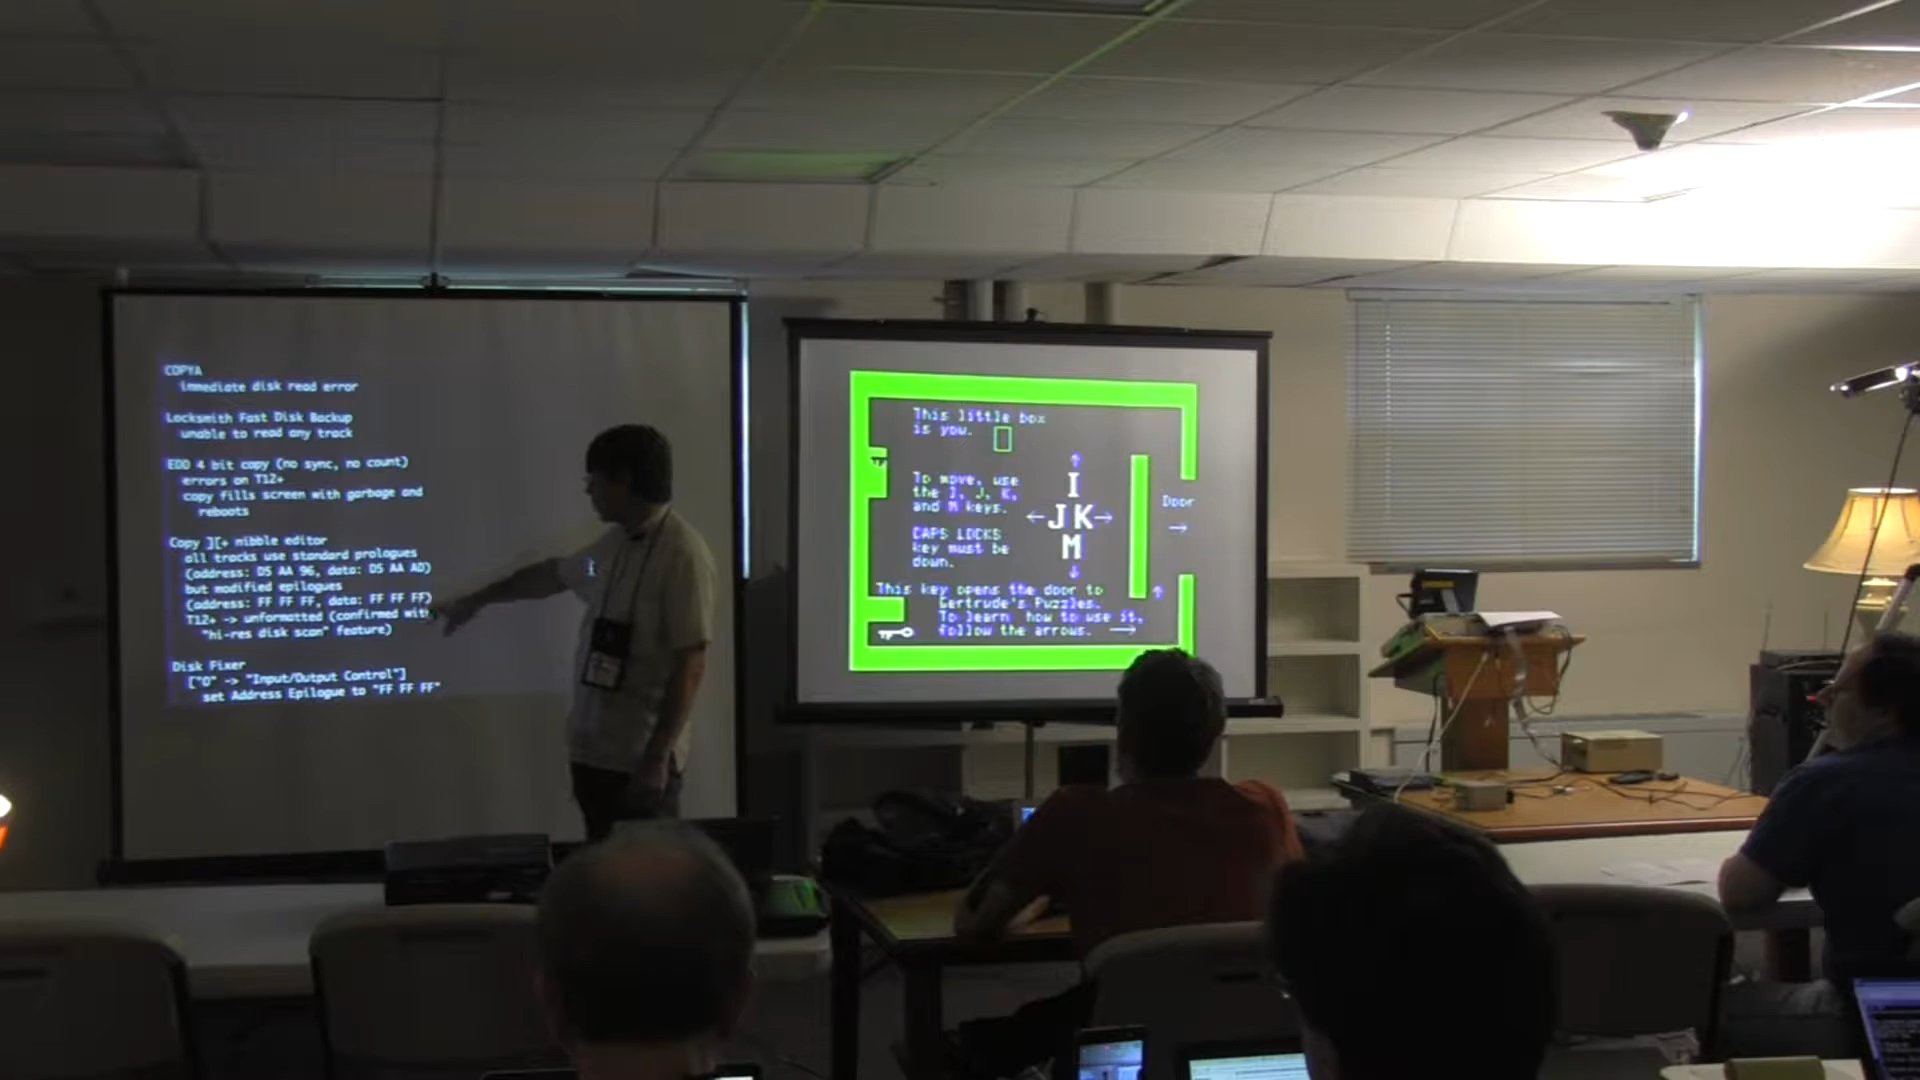 COPYA
immediate disk read error
Locksmith Fast Disk Backup
unable to read any track
EDD 4 bit copy (no sync, no count)
errors on T12+
copy fills screen with garbage and
reboots
Copy ][+ nibble editor
all tracks use standard prologues
(address: D5 AA 96, data: D5 AA AD)
but modified epilogues
(address: FF FF FF, data: FF FF FF)
T12+ -> unformatted (confirmed with
"hi-res disk scan" feature)
Disk Fixer
["O" -> "Input/Output Control"]
set Address Epilogue to "FF FF FF"
This little box
is you.
To move, use
the I, J, K,
and M keys.
CAPS LOCKS
key must be
down.
I
←J K→
M
Door
→
This key opens the door to
Gertrude's Puzzles.
To learn how to use it,
follow the arrows. →